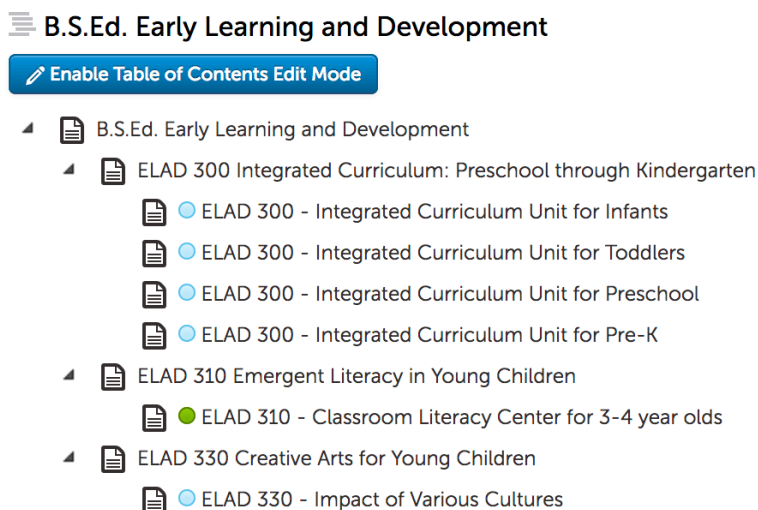 B.S.Ed. Early Learning and Development
Enable Table of Contents Edit Mode
B.S.Ed. Early Learning and Development
ELAD 300 Integrated Curriculum: Preschool through Kindergarten
ELAD 300 - Integrated Curriculum Unit for Infants
ELAD 300 - Integrated Curriculum Unit for Toddlers
ELAD 300 - Integrated Curriculum Unit for Preschool
ELAD 300 - Integrated Curriculum Unit for Pre-K
ELAD 310 Emergent Literacy in Young Children
ELAD 310 - Classroom Literacy Center for 3-4 year olds
ELAD 330 Creative Arts for Young Children
ELAD 330 - Impact of Various Cultures